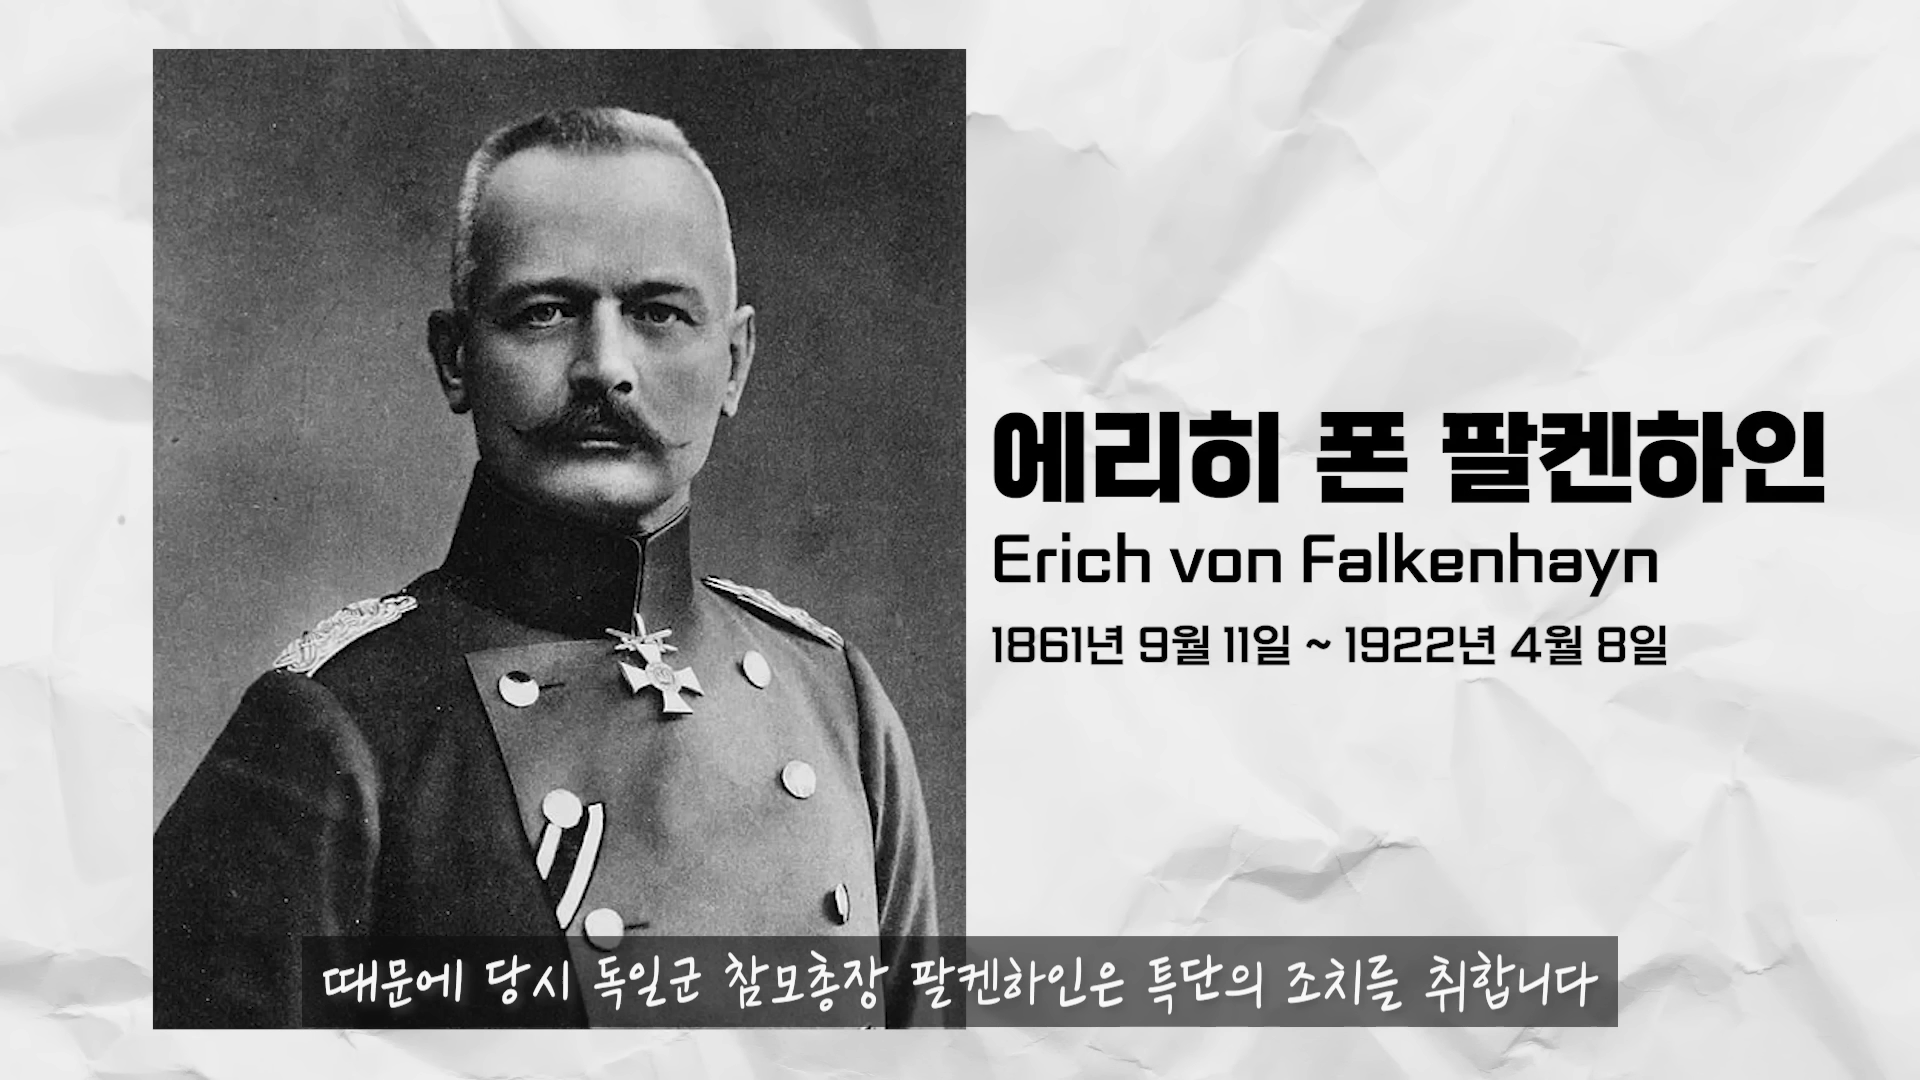 에리히 폰 팔켄하인
Erich von Falkenhayn
1861년 9월 11일 ~ 1922년 4월 8일
때문에 당시 독일군 참모총장 팔켄하인은 특단의 조치를 취합니다